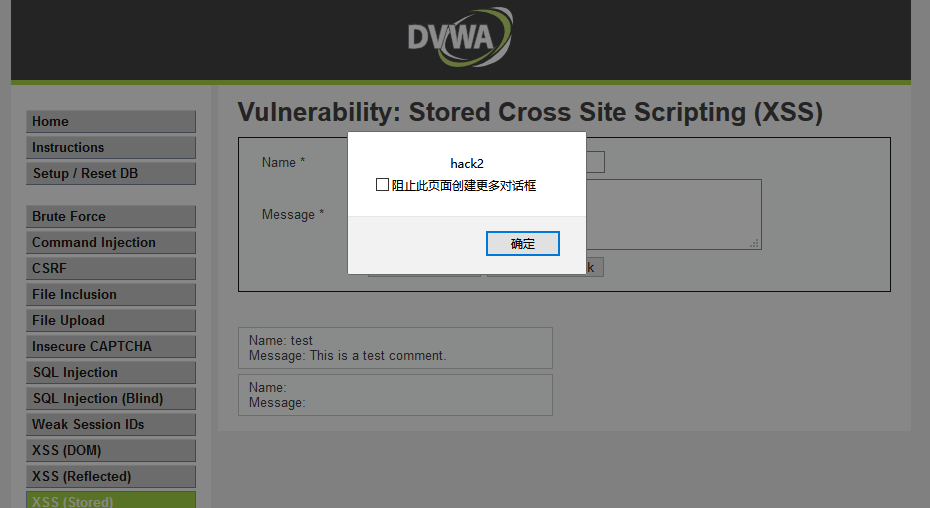 DVWA
Vulnerability: Stored Cross Site Scripting (XSS)
Home
Instructions
Setup / Reset DB
Brute Force
Command Injection
CSRF
File Inclusion
File Upload
Insecure CAPTCHA
SQL Injection
SQL Injection (Blind)
Weak Session IDs
XSS (DOM)
XSS (Reflected)
XSS (Stored)
Name *
Message *
hack2
阻止此页面创建更多对话框
确定
k
Name: test
Message: This is a test comment.
Name:
Message: